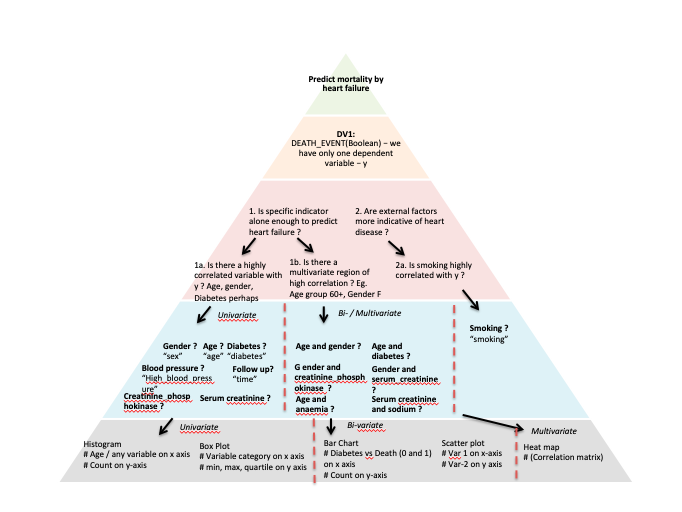 Predict mortality by
heart failure
DV1:
DEATH_EVENT(Boolean) – we
have only one dependent
variable – y
1. Is specific indicator
alone enough to predict
heart failure ?
2. Are external factors
more indicative of heart
disease ?
1a. Is there a highly
correlated variable with
y ? Age, gender,
Diabetes perhaps
1b. Is there a
multivariate region of
high correlation ? Eg.
Age group 60+, Gender F
2a. Is smoking highly
correlated with y ?
Univariate
Bi- / Multivariate
Smoking ?
"smoking"
Gender ?
"sex"
Age ?
"age"
Diabetes ?
"diabetes"
Blood pressure ?
"High_blood_press
ure"
Follow up?
"time"
Creatinine_phosp
hokinase ?
Serum creatinine ?
Age and gender ?
Age and
diabetes ?
G ender and
creatinine_phosph
okinase ?
Gender and
serum_creatinine
?
Age and
anaemia ?
Serum creatinine
and sodium ?
Univariate
Bi-variate
Multivariate
Histogram
# Age / any variable on x axis
# Count on y-axis
Box Plot
# Variable category on x axis
# min, max, quartile on y axis
Bar Chart
# Diabetes vs Death (0 and 1)
on x axis
# Count on y-axis
Scatter plot
# Var 1 on x-axis
# Var-2 on y axis
Heat map
# (Correlation matrix)